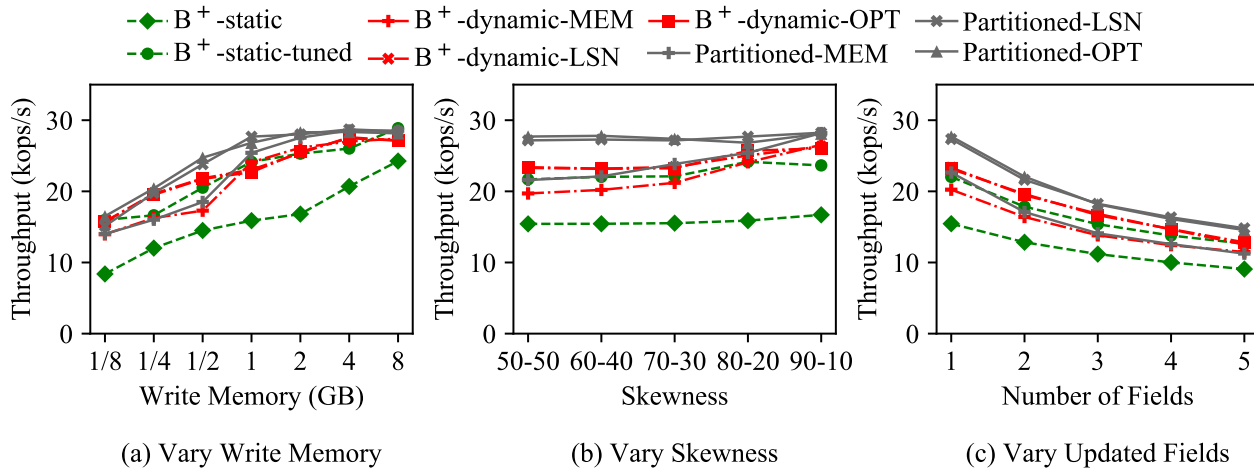 B+-static B+-dynamic-MEM B+-dynamic-OPT Partitioned-LSN
B+-static-tuned B+-dynamic-LSN Partitioned-MEM Partitioned-OPT
Throughput (kops/s)
30
20
10
0
1/8 1/4 1/2 1 2 4 8
Write Memory (GB)
(a) Vary Write Memory
Throughput (kops/s)
30
20
10
0
50-50 60-40 70-30 80-20 90-10
Skewness
(b) Vary Skewness
Throughput (kops/s)
30
20
10
0
1 2 3 4 5
Number of Fields
(c) Vary Updated Fields